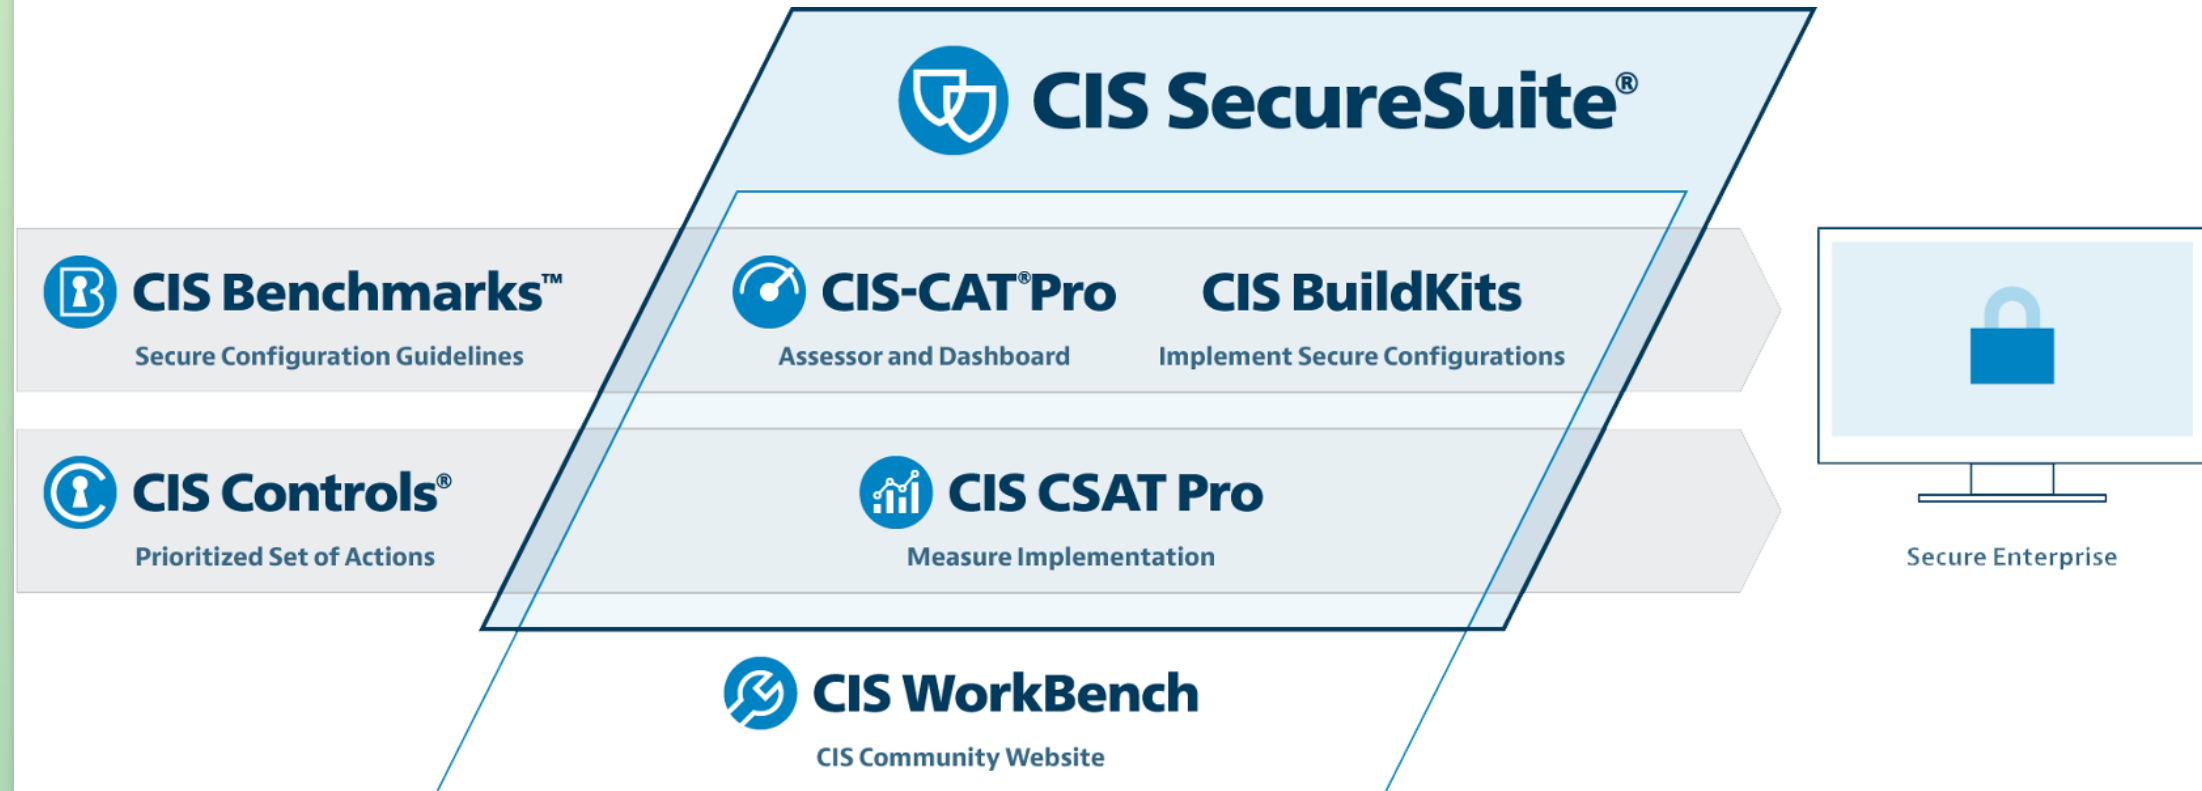 CIS SecureSuite®
CIS Benchmarks™
Secure Configuration Guidelines
CIS-CAT®Pro
Assessor and Dashboard
CIS BuildKits
Implement Secure Configurations
CIS Controls®
Prioritized Set of Actions
CIS CSAT Pro
Measure Implementation
Secure Enterprise
CIS WorkBench
CIS Community Website